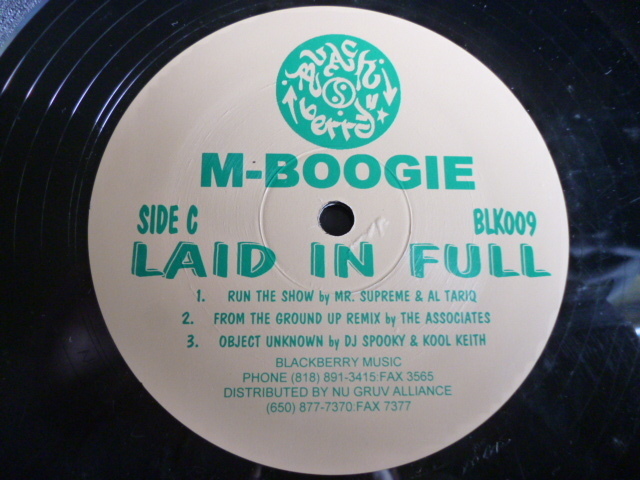 BLACK
berry
M-BOOGIE
SIDE C BLK009
LAID IN FULL
1. RUN THE SHOW by MR. SUPREME & AL TARIQ
2. FROM THE GROUND UP REMIX by THE ASSOCIATES
3. OBJECT UNKNOWN by DJ SPOOKY & KOOL KEITH
BLACKBERRY MUSIC
PHONE (818) 891-3415:FAX 3565
DISTRIBUTED BY NU GRUV ALLIANCE
(650) 877-7370:FAX 7377